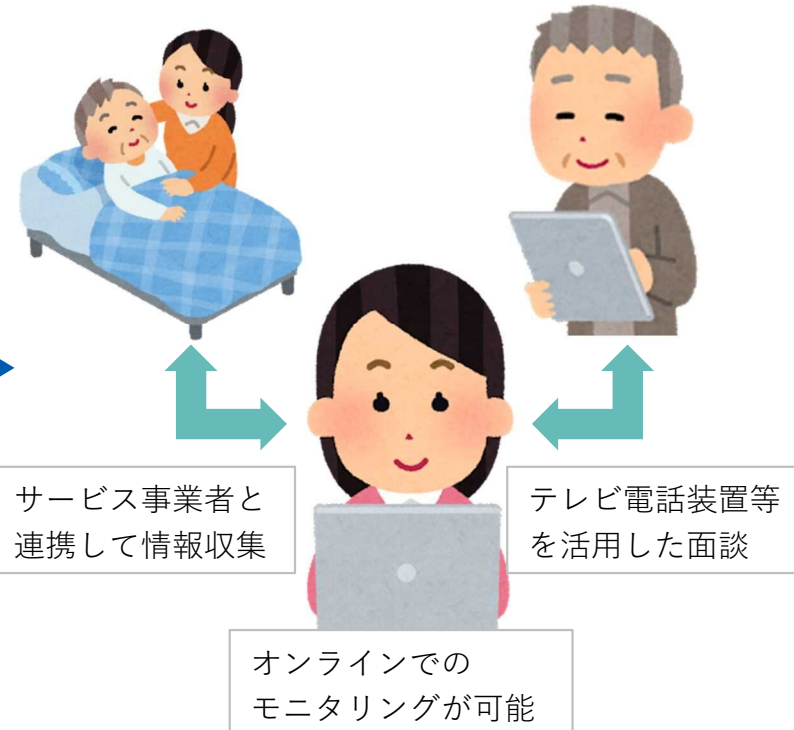 サービス事業者と
連携して情報収集
テレビ電話装置等
を活用した面談
オンラインでの
モニタリングが可能